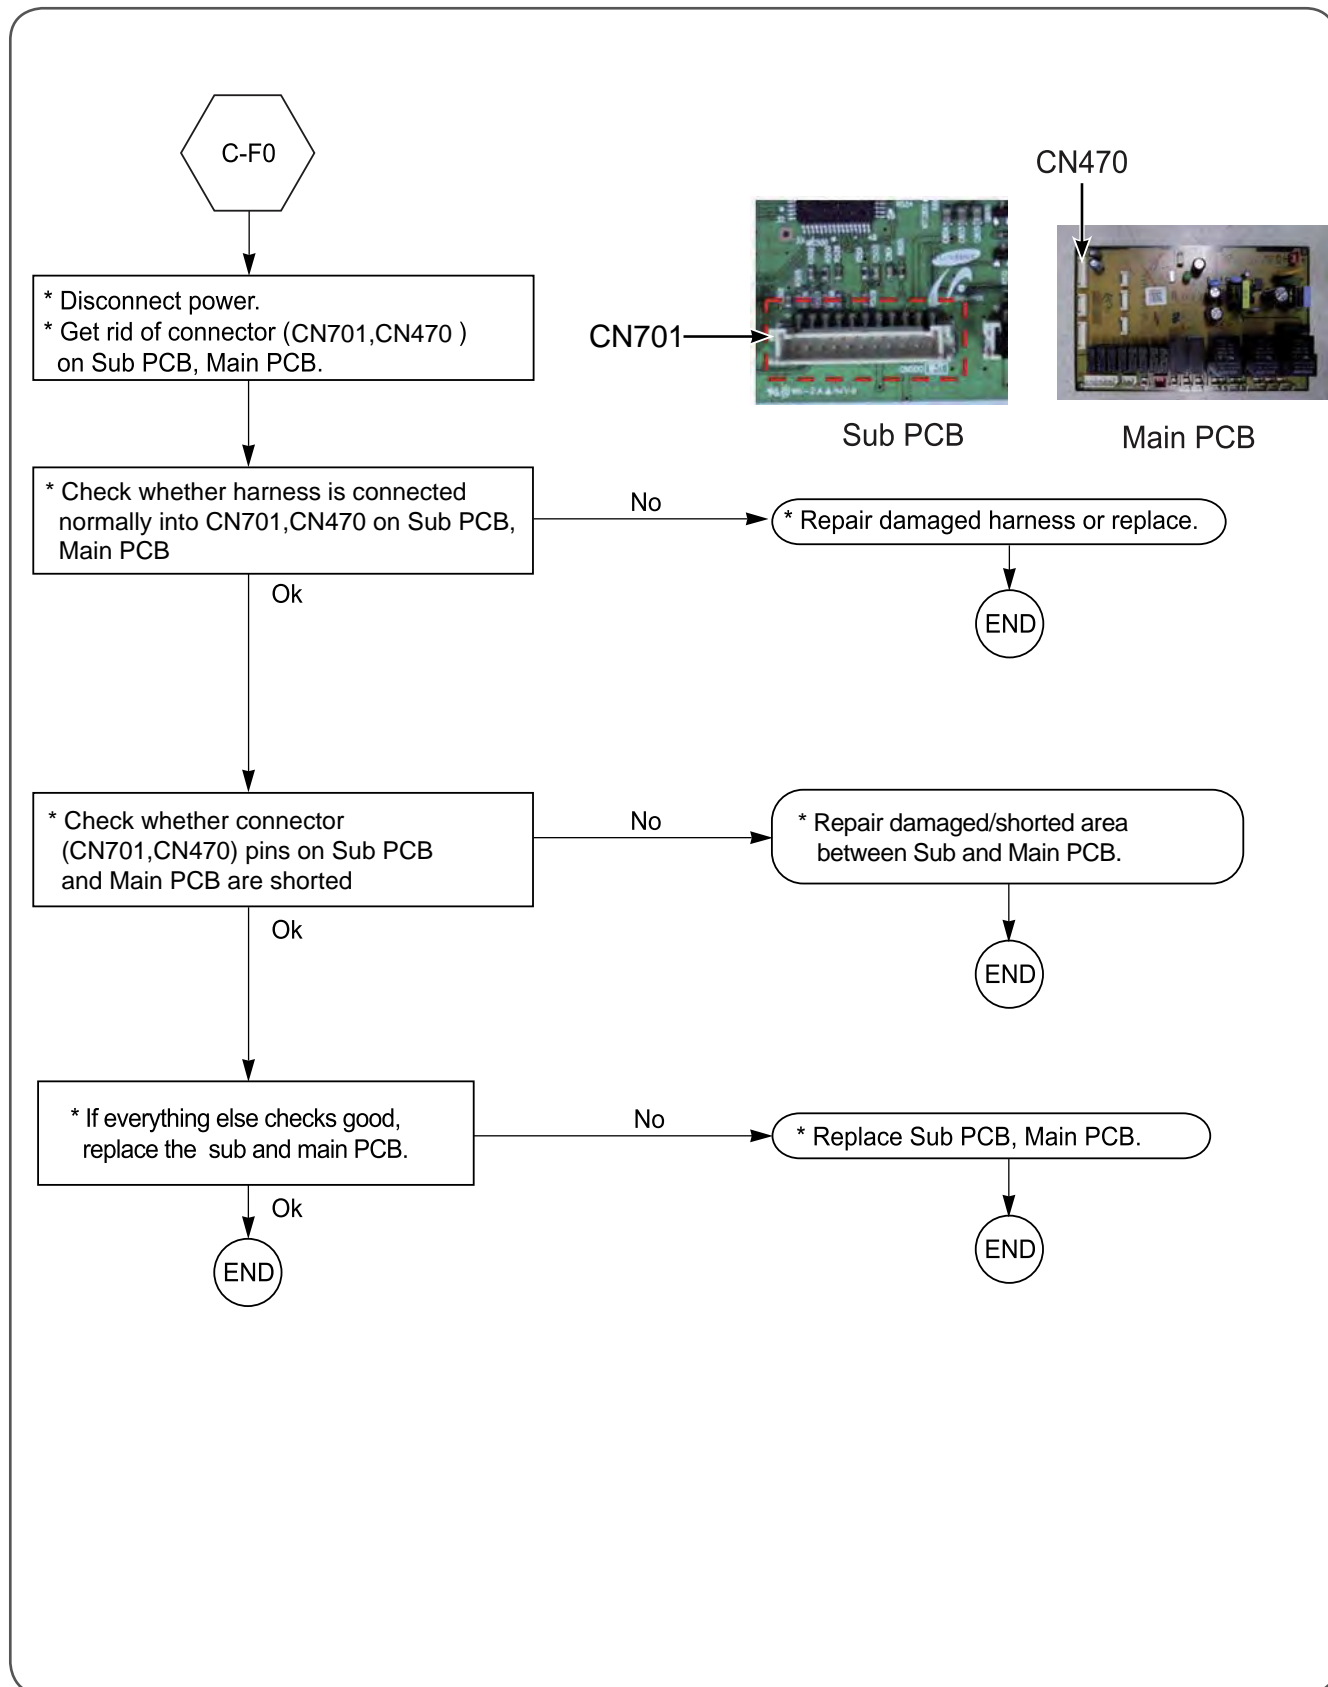 C-F0
CN470
* Disconnect power.
* Get rid of connector (CN701,CN470 )
on Sub PCB, Main PCB.
CN701
Sub PCB
Main PCB
* Check whether harness is connected
normally into CN701,CN470 on Sub PCB,
Main PCB
No
* Repair damaged harness or replace.
Ok
END
* Check whether connector
(CN701,CN470) pins on Sub PCB
and Main PCB are shorted
No
* Repair damaged/shorted area
between Sub and Main PCB.
Ok
END
* If everything else checks good,
replace the sub and main PCB.
No
* Replace Sub PCB, Main PCB.
Ok
END
END